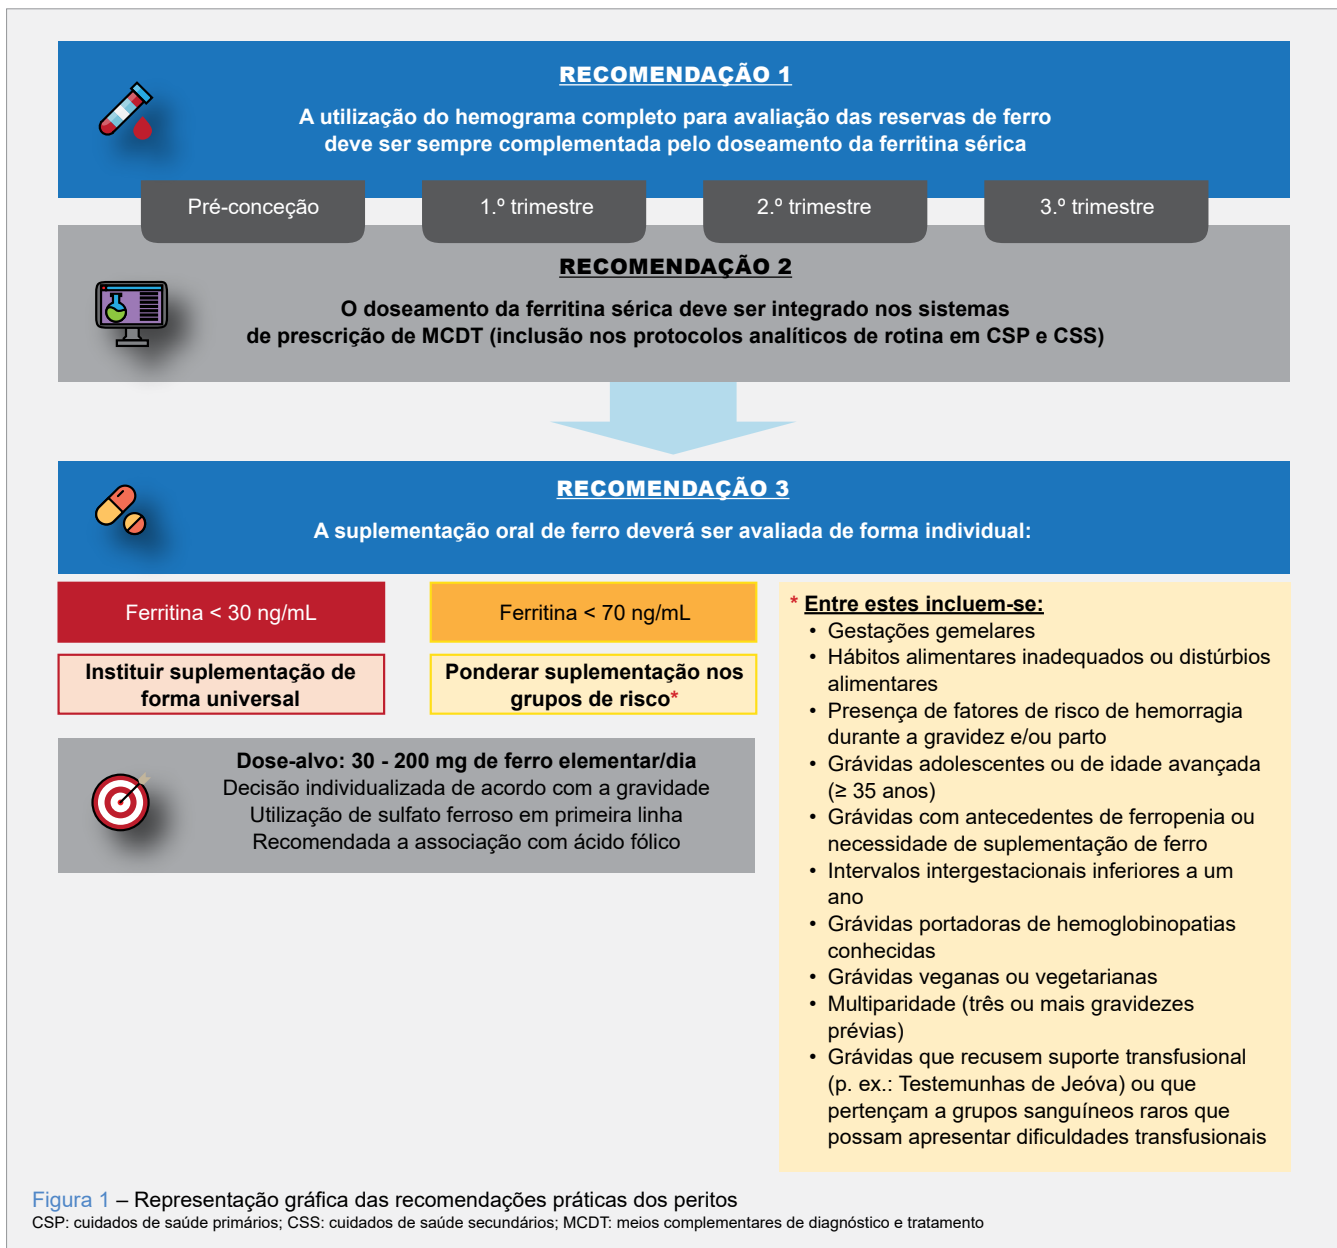 RECOMENDAÇÃO 1
A utilização do hemograma completo para avaliação das reservas de ferro
deve ser sempre complementada pelo doseamento da ferritina sérica
Pré-conceção
1.º trimestre
2.º trimestre
3.º trimestre
RECOMENDAÇÃO 2
O doseamento da ferritina sérica deve ser integrado nos sistemas
de prescrição de MCDT (inclusão nos protocolos analíticos de rotina em CSP e CSS)
RECOMENDAÇÃO 3
A suplementação oral de ferro deverá ser avaliada de forma individual:
Ferritina < 30 ng/mL
Instituir suplementação de
forma universal
Ferritina < 70 ng/mL
Ponderar suplementação nos
grupos de risco*
Dose-alvo: 30 - 200 mg de ferro elementar/dia
Decisão individualizada de acordo com a gravidade
Utilização de sulfato ferroso em primeira linha
Recomendada a associação com ácido fólico
* Entre estes incluem-se:
• Gestações gemelares
• Hábitos alimentares inadequados ou distúrbios
alimentares
• Presença de fatores de risco de hemorragia
durante a gravidez e/ou parto
• Grávidas adolescentes ou de idade avançada
(≥ 35 anos)
• Grávidas com antecedentes de ferropenia ou
necessidade de suplementação de ferro
• Intervalos intergestacionais inferiores a um
ano
• Grávidas portadoras de hemoglobinopatias
conhecidas
• Grávidas veganas ou vegetarianas
• Multiparidade (três ou mais gravidezes
prévias)
• Grávidas que recusem suporte transfusional
(p. ex.: Testemunhas de Jeóva) ou que
pertençam a grupos sanguíneos raros que
possam apresentar dificuldades transfusionais
Figura 1 – Representação gráfica das recomendações práticas dos peritos
CSP: cuidados de saúde primários; CSS: cuidados de saúde secundários; MCDT: meios complementares de diagnóstico e tratamento